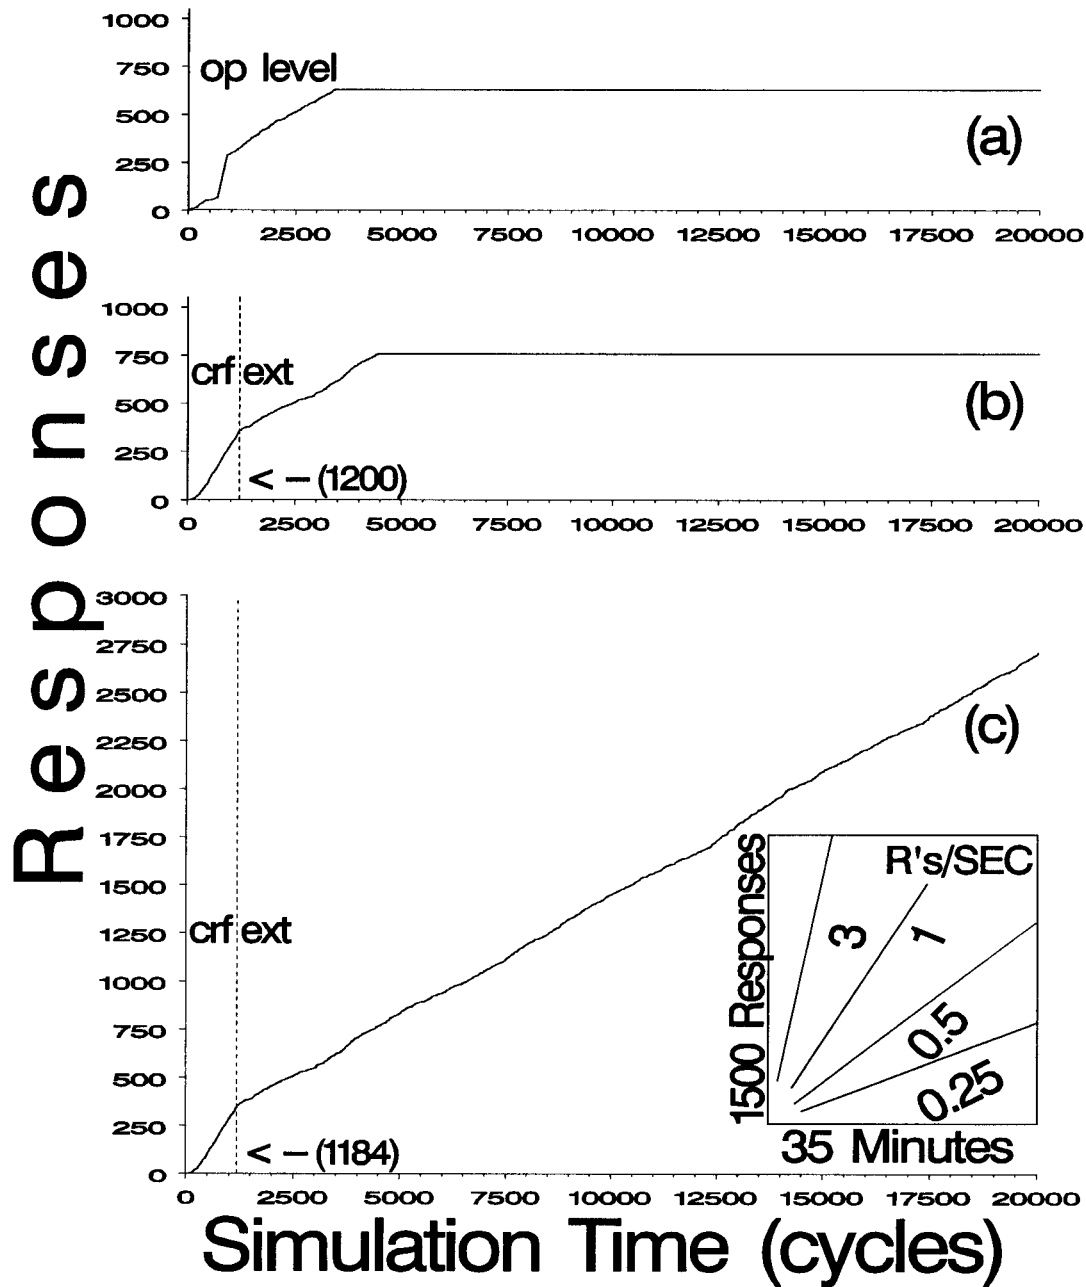 Responses
1000
750
500
250
0
op level
(a)
0 2500 5000 7500 10000 12500 15000 17500 20000
1000
750
500
250
0
crf ext
(b)
< – (1200)
0 2500 5000 7500 10000 12500 15000 17500 20000
3000
2750
2500
2250
2000
1750
1500
1250
1000
750
500
250
0
(c)
crf ext
< – (1184)
1500 Responses
R's/SEC
3
1
0.5
0.25
35 Minutes
0 2500 5000 7500 10000 12500 15000 17500 20000
Simulation Time (cycles)